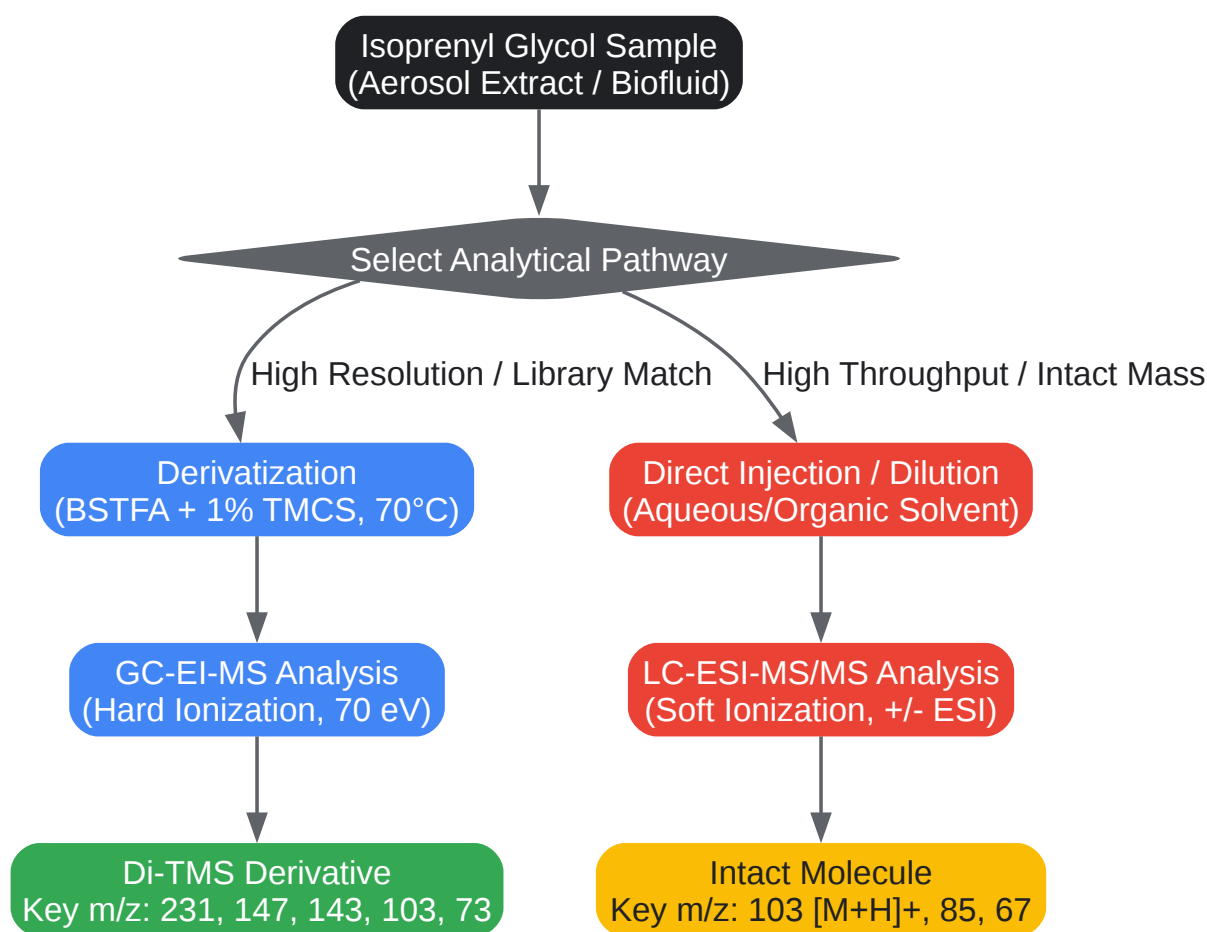 Isoprenyl Glycol Sample
(Aerosol Extract / Biofluid)
Select Analytical Pathway
High Resolution / Library Match
High Throughput / Intact Mass
Derivatization
(BSTFA + 1% TMCS, 70°C)
Direct Injection / Dilution
(Aqueous/Organic Solvent)
GC-EI-MS Analysis
(Hard Ionization, 70 eV)
LC-ESI-MS/MS Analysis
(Soft Ionization, +/- ESI)
Di-TMS Derivative
Key m/z: 231, 147, 143, 103, 73
Intact Molecule
Key m/z: 103 [M+H]+, 85, 67